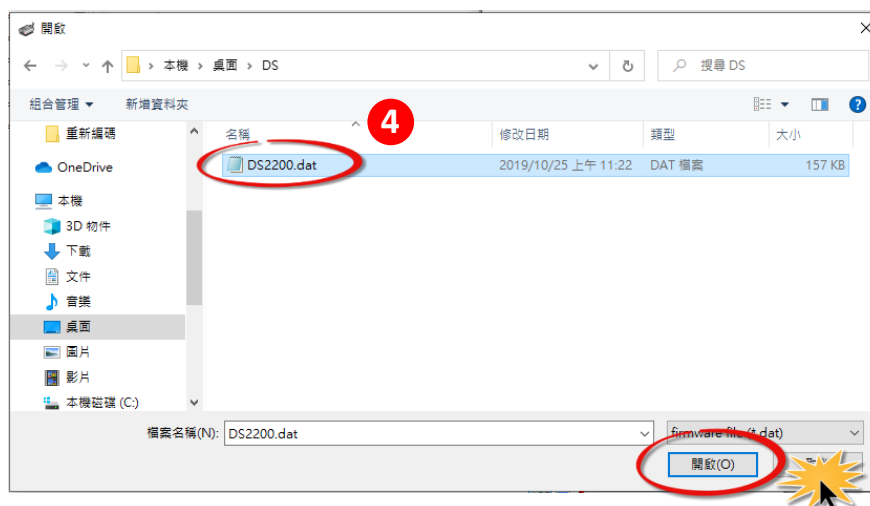 開啟
本機 › 桌面 › DS
搜尋 DS
組合管理 新增資料夾
重新編碼
OneDrive
本機
3D 物件
下載
文件
音樂
桌面
圖片
影片
本機磁碟 (C:)
4
名稱 修改日期 類型 大小
DS2200.dat 2019/10/25 上午 11:22 DAT 檔案 157 KB
檔案名稱(N): DS2200.dat firmware file (*.dat)
開啟(O)